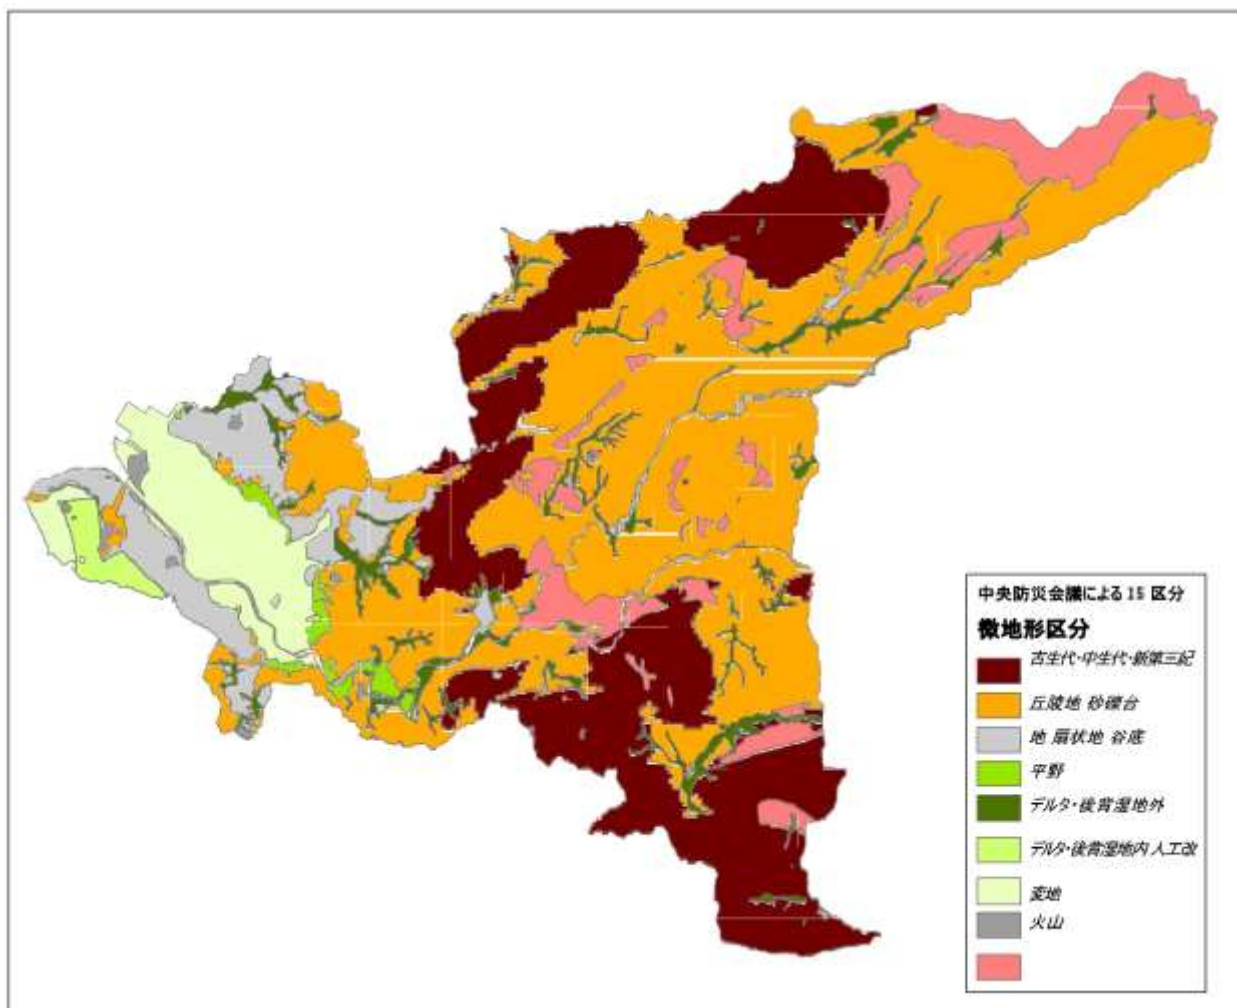 中央防災会議による 15 区分
微地形区分
古生代・中生代・新第三紀
丘陵地 砂礫台
地 扇状地 谷底
平野
デルタ・後背湿地外
デルタ・後背湿地内 人工改
変地
火山